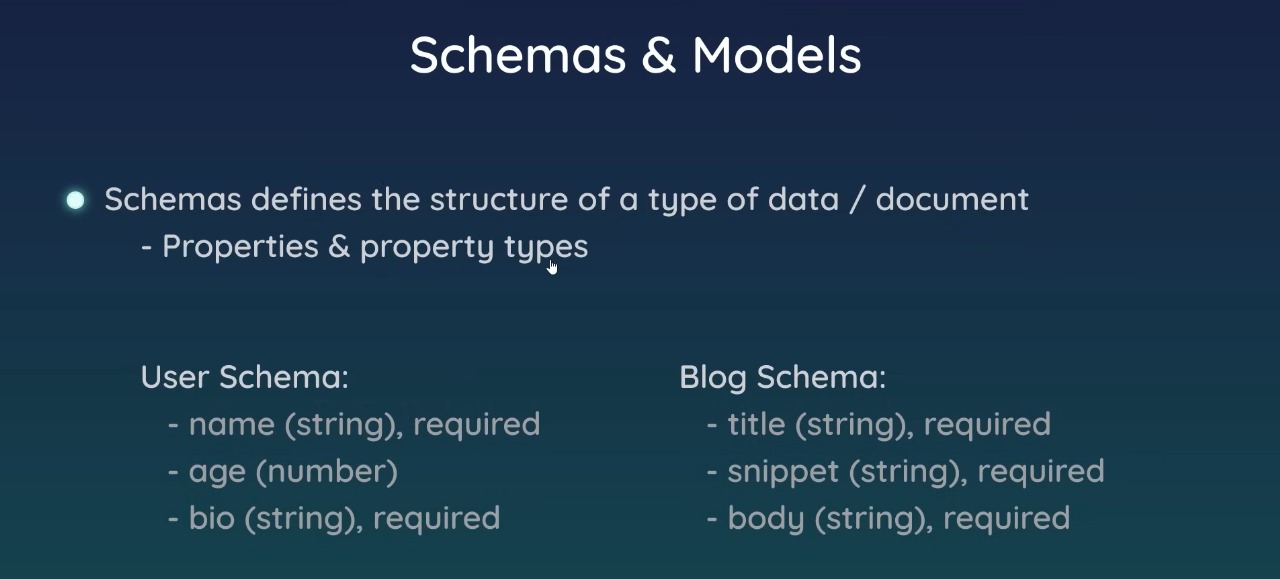 Schemas & Models
Schemas defines the structure of a type of data / document
- Properties & property types
User Schema:
- name (string), required
- age (number)
- bio (string), required
Blog Schema:
- title (string), required
- snippet (string), required
- body (string), required